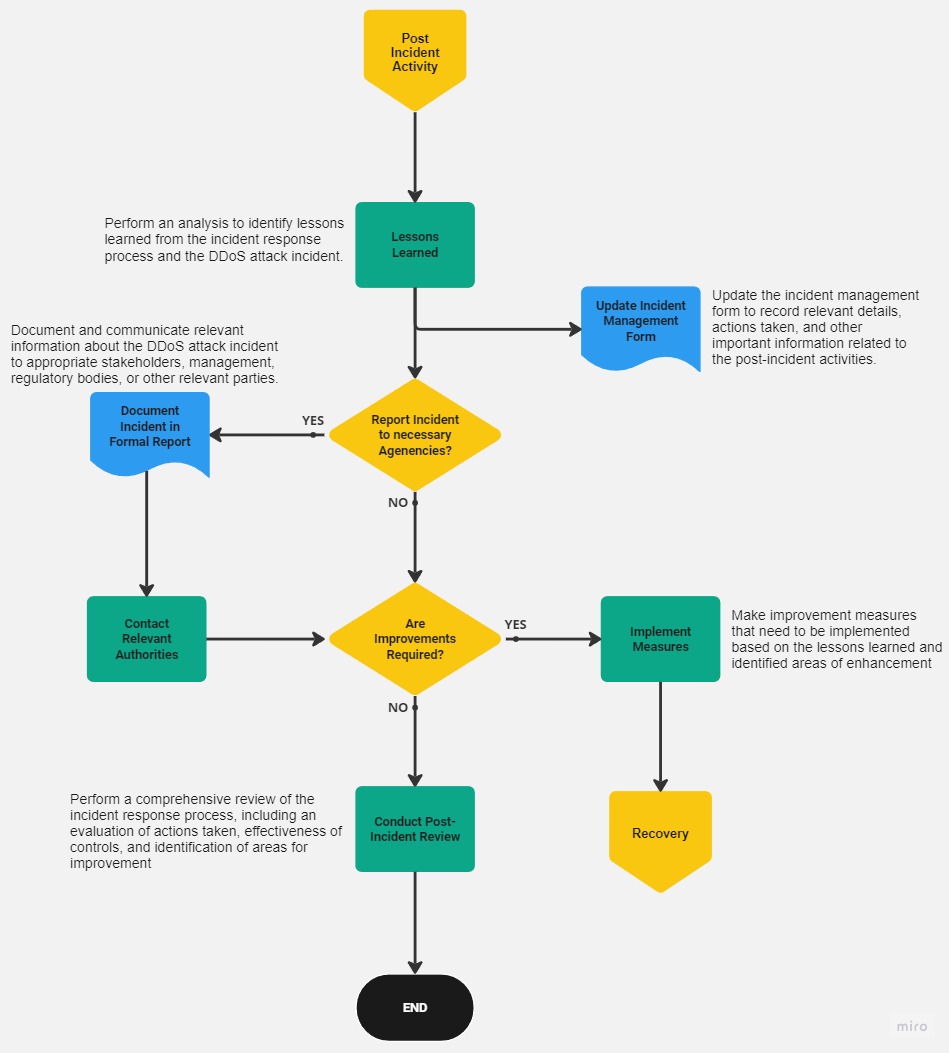 Post
Incident
Activity
Perform an analysis to identify lessons
learned from the incident response
process and the DDoS attack incident.
Lessons
Learned
Update Incident
Management
Form
Update the incident management
form to record relevant details,
actions taken, and other
important information related to
the post-incident activities.
Document and communicate relevant
information about the DDoS attack incident
to appropriate stakeholders, management,
regulatory bodies, or other relevant parties.
Document
Incident in
Formal Report
YES
Report Incident
to necessary
Agenencies?
NO
Contact
Relevant
Authorities
Are
Improvements
Required?
YES
Implement
Measures
Make improvement measures
that need to be implemented
based on the lessons learned and
identified areas of enhancement
NO
Perform a comprehensive review of the
incident response process, including an
evaluation of actions taken, effectiveness of
controls, and identification of areas for
improvement
Conduct Post-
Incident Review
Recovery
END
miro